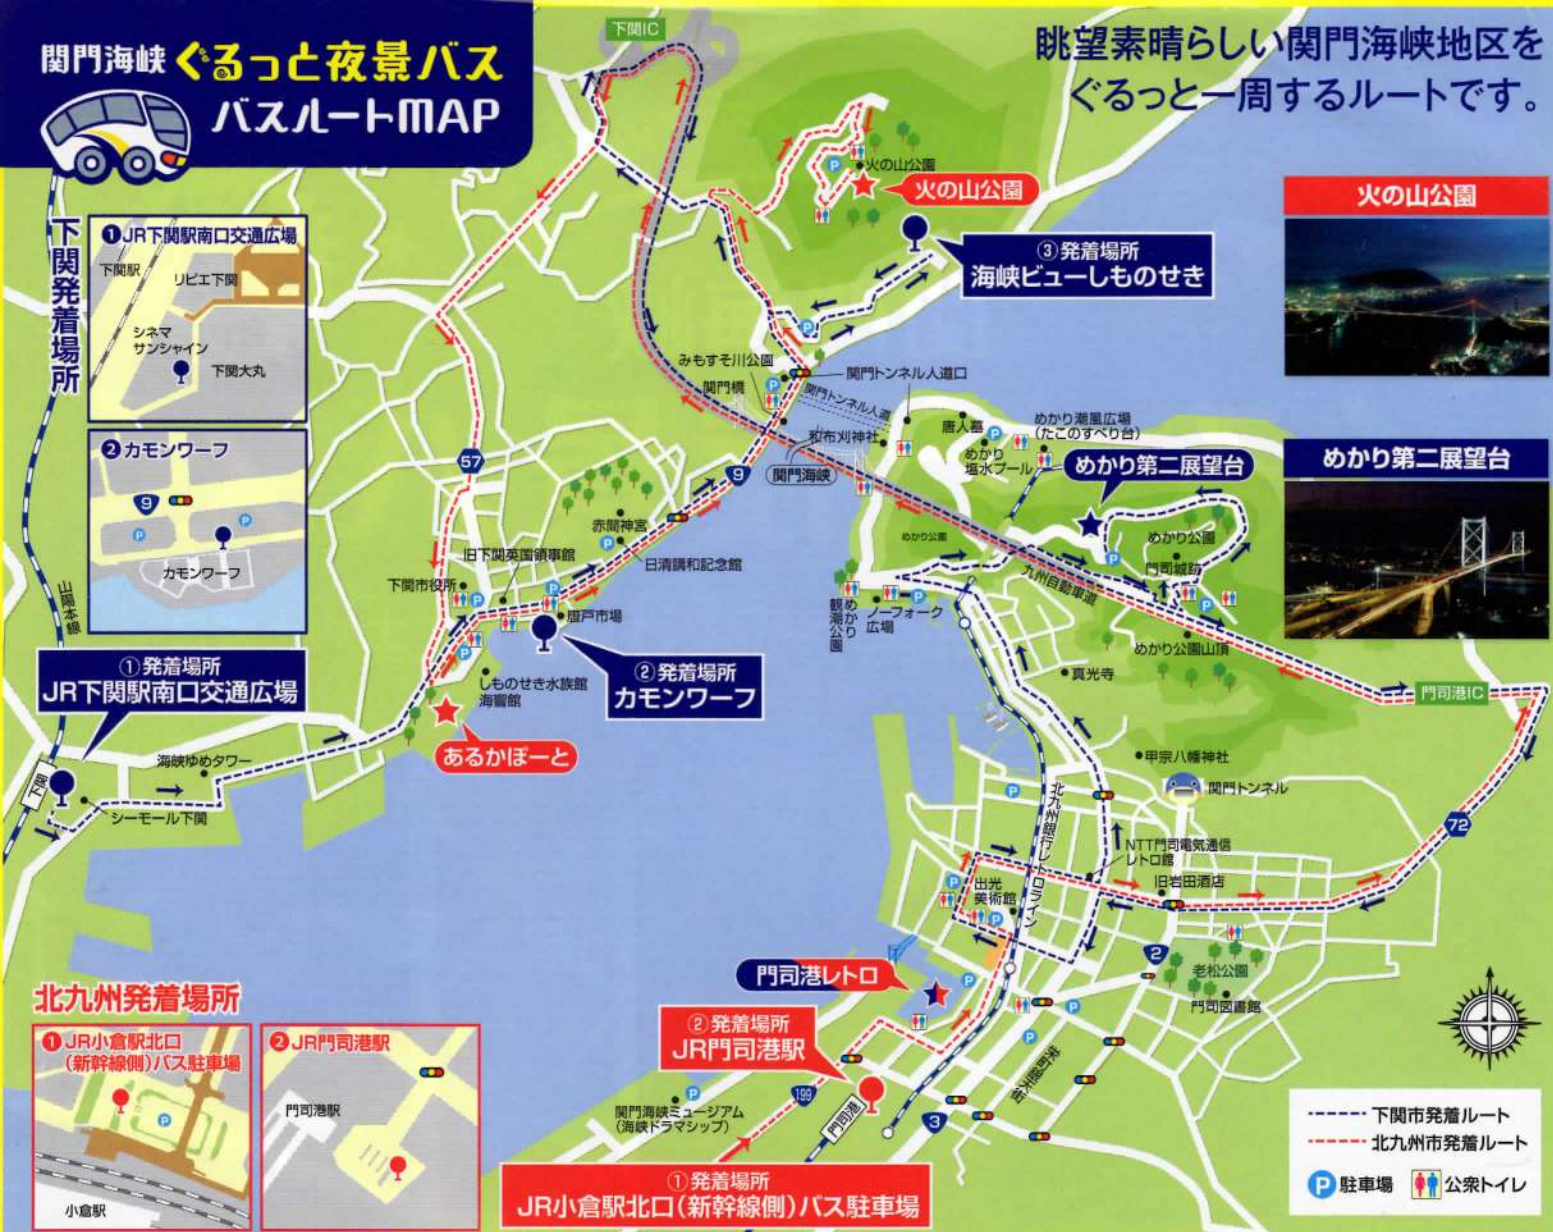 関門海峡ぐるっと夜景バス
バスルートMAP
眺望素晴らしい関門海峡地区を
ぐるっと一周するルートです。
下関IC
火の山公園
火の山公園
③発着場所
海峡ビューしものせき
火の山公園
めかり第二展望台
下関発着場所
❶JR下関駅南口交通広場
下関駅
リピエ下関
シネマ
サンシャイン
下関大丸
❷カモンワーフ
9
P
P
カモンワーフ
山陽本線
①発着場所
JR下関駅南口交通広場
下関
海峡ゆめタワー
シーモール下関
57
みもすそ川公園
関門橋
関門トンネル人道口
関門トンネル人道
和布刈神社
関門海峡
9
唐人墓
めかり
塩水プール
めかり潮風広場
(たこのすべり台)
めかり第二展望台
めかり公園
めかり公園
門司城跡
九州自動車道
めかり公園山頂
門司港IC
赤間神宮
日清講和記念館
旧下関英国領事館
下関市役所
唐戸市場
②発着場所
カモンワーフ
しものせき水族館
海響館
あるかぽーと
めかり
観潮公園
ノーフォーク
広場
真光寺
甲宗八幡神社
関門トンネル
72
北九州銀行レトロライン
NTT門司電気通信
レトロ館
旧岩田酒店
出光
美術館
2
老松公園
門司図書館
門司港レトロ
②発着場所
JR門司港駅
199
門司港
3
栄町銀天街
関門海峡ミュージアム
(海峡ドラマシップ)
①発着場所
JR小倉駅北口(新幹線側)バス駐車場
北九州発着場所
❶JR小倉駅北口
(新幹線側)バス駐車場
P
小倉駅
❷JR門司港駅
門司港駅
下関市発着ルート
北九州市発着ルート
P 駐車場 公衆トイレ